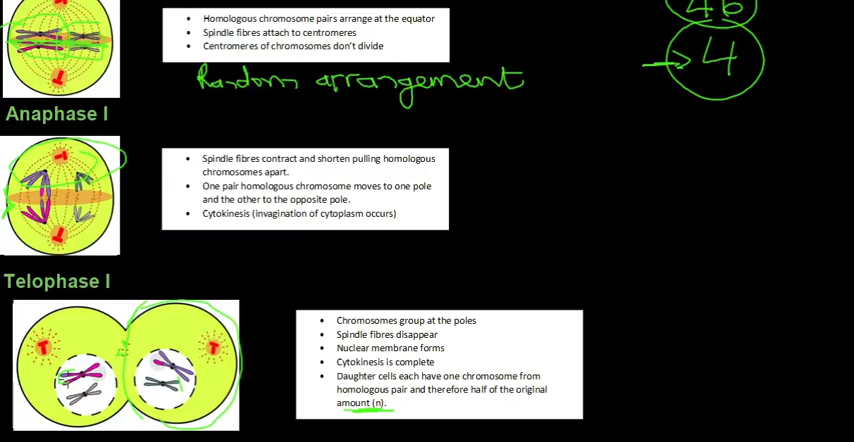 46
• Homologous chromosome pairs arrange at the equator
• Spindle fibres attach to centromeres
• Centromeres of chromosomes don't divide
→ 4
Random arrangement
Anaphase I
• Spindle fibres contract and shorten pulling homologous
chromosomes apart.
• One pair homologous chromosome moves to one pole
and the other to the opposite pole.
• Cytokinesis (invagination of cytoplasm occurs)
Telophase I
• Chromosomes group at the poles
• Spindle fibres disappear
• Nuclear membrane forms
• Cytokinesis is complete
• Daughter cells each have one chromosome from
homologous pair and therefore half of the original
amount (n).